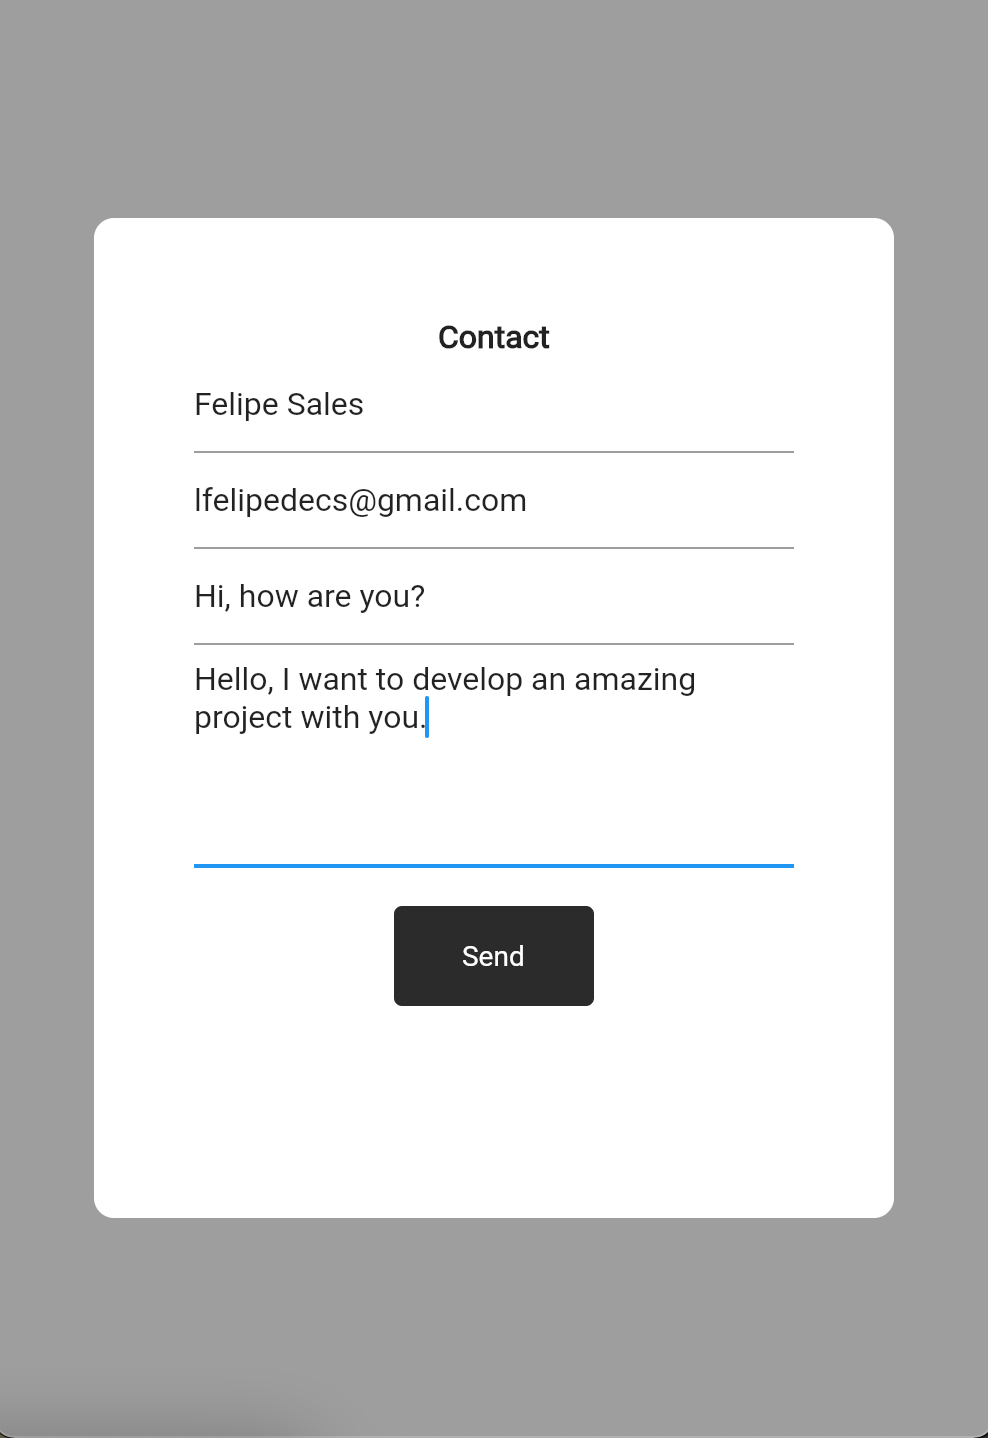 Contact
Felipe Sales
lfelipedecs@gmail.com
Hi, how are you?
Hello, I want to develop an amazing
project with you.
Send